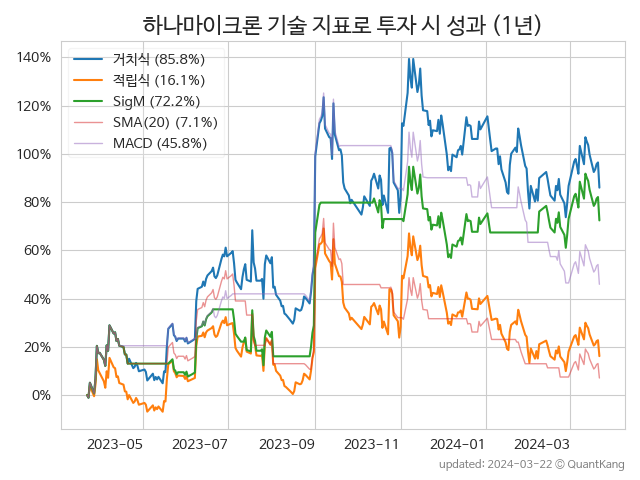 하나마이크론 기술 지표로 투자 시 성과 (1년)
140%
120%
100%
80%
60%
40%
20%
0%
거치식 (85.8%)
적립식 (16.1%)
SigM (72.2%)
SMA(20) (7.1%)
MACD (45.8%)
2023-05
2023-07
2023-09
2023-11
2024-01
2024-03
updated: 2024-03-22 © QuantKang